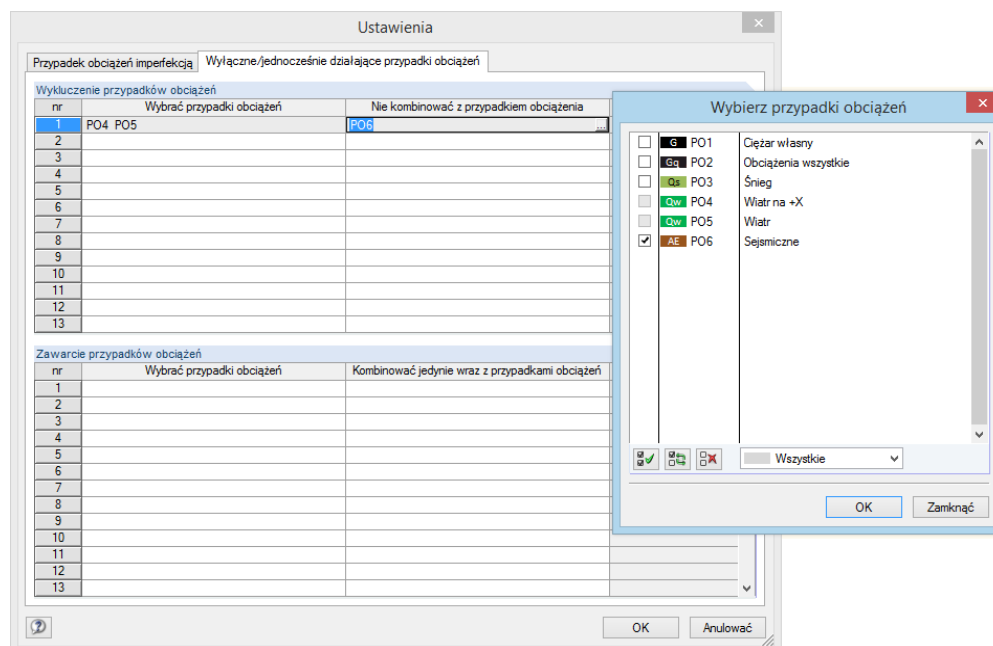 Ustawienia
Przypadek obciążeń imperfekcją Wyłączne/jednocześnie działające przypadki obciążeń
Wykluczenie przypadków obciążeń
nr Wybrać przypadki obciążeń Nie kombinować z przypadkiem obciążenia
1 PO4 PO5 PO6 ...
2
3
4
5
6
7
8
9
10
11
12
13
Zawarcie przypadków obciążeń
nr Wybrać przypadki obciążeń Kombinować jedynie wraz z przypadkami obciążeń
1
2
3
4
5
6
7
8
9
10
11
12
13
OK Anulować
Wybierz przypadki obciążeń
G PO1 Ciężar własny
Gq PO2 Obciążenia wszystkie
Qs PO3 Śnieg
Qw PO4 Wiatr na +X
Qw PO5 Wiatr
AE PO6 Sejsmiczne
Wszystkie
OK Zamknąć